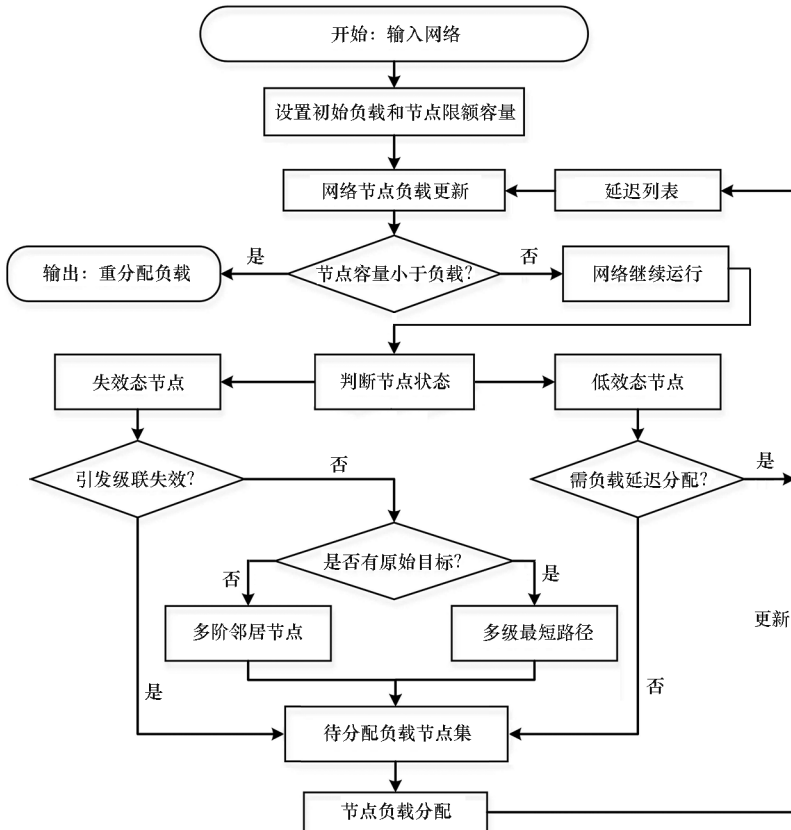 开始：输入网络
设置初始负载和节点限额容量
网络节点负载更新
延迟列表
输出：重分配负载
是
节点容量小于负载？
否
网络继续运行
失效态节点
判断节点状态
低效态节点
引发级联失效？
否
需负载延迟分配？
是
是否有原始目标？
否
是
多阶邻居节点
多级最短路径
更新
是
否
待分配负载节点集
节点负载分配